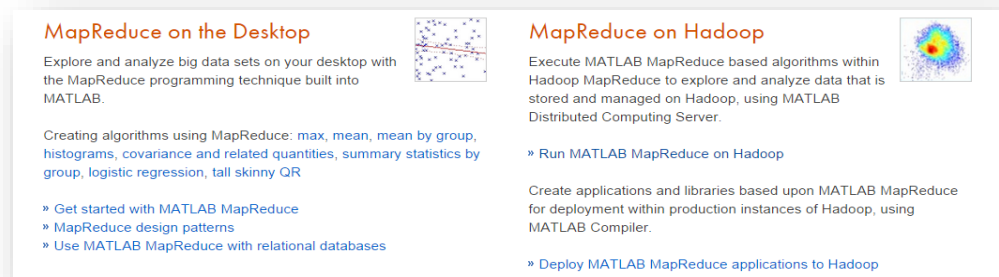 MapReduce on the Desktop
Explore and analyze big data sets on your desktop with
the MapReduce programming technique built into
MATLAB.
Creating algorithms using MapReduce: max, mean, mean by group,
histograms, covariance and related quantities, summary statistics by
group, logistic regression, tall skinny QR
» Get started with MATLAB MapReduce
» MapReduce design patterns
» Use MATLAB MapReduce with relational databases
MapReduce on Hadoop
Execute MATLAB MapReduce based algorithms within
Hadoop MapReduce to explore and analyze data that is
stored and managed on Hadoop, using MATLAB
Distributed Computing Server.
» Run MATLAB MapReduce on Hadoop
Create applications and libraries based upon MATLAB MapReduce
for deployment within production instances of Hadoop, using
MATLAB Compiler.
» Deploy MATLAB MapReduce applications to Hadoop